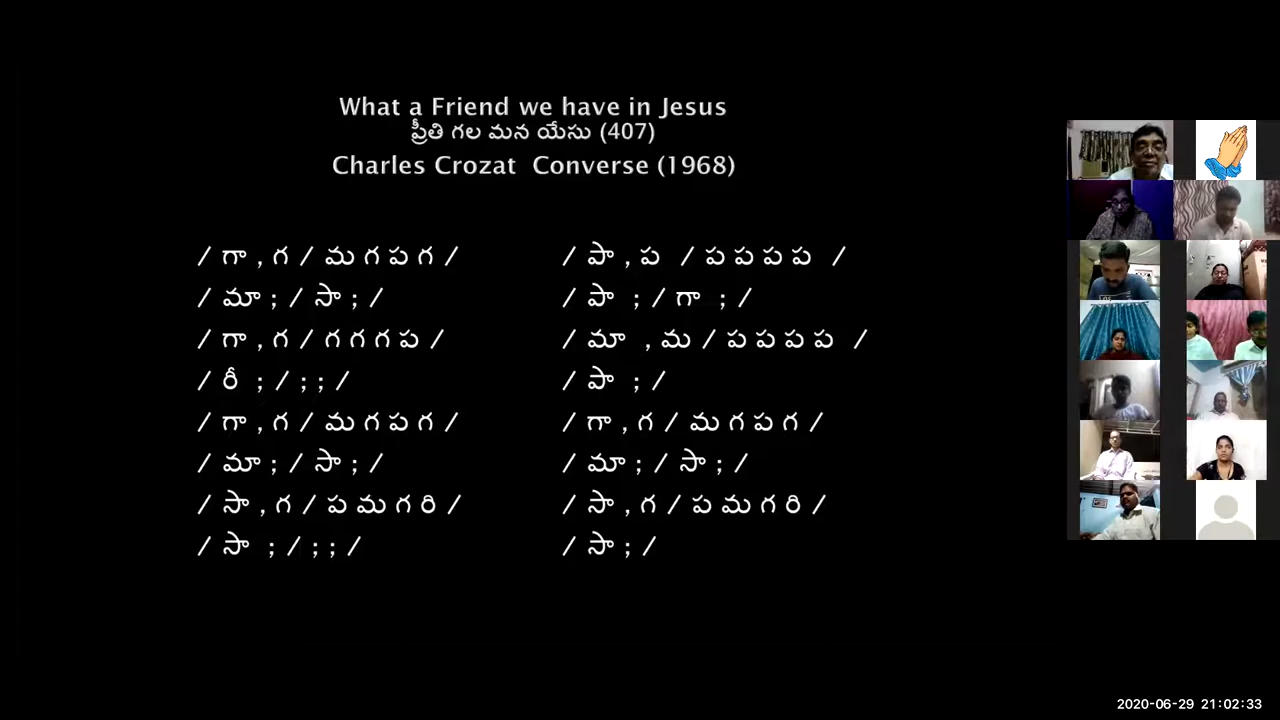 What a Friend we have in Jesus
ప్రీతి గల మన యేసు (407)
Charles Crozat Converse (1968)
/ గా , గ / మ గ ప గ /
/ మా ; / సా ; /
/ గా , గ / గ గ గ ప /
/ రీ ; / ; ; /
/ గా , గ / మ గ ప గ /
/ మా ; / సా ; /
/ సా , గ / ప మ గ రి /
/ సా ; / ; ; /
/ పా , ప / ప ప ప ప /
/ పా ; / గా ; /
/ మా , మ / ప ప ప ప /
/ పా ; /
/ గా , గ / మ గ ప గ /
/ మా ; / సా ; /
/ సా , గ / ప మ గ రి /
/ సా ; /
2020-06-29 21:02:33